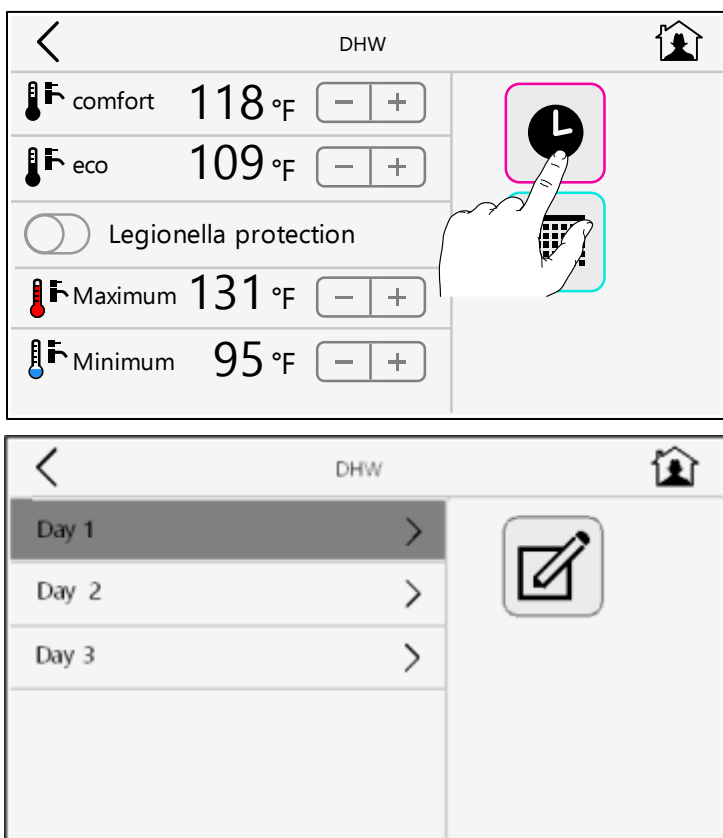 DHW
comfort 118 °F − +
eco 109 °F − +
Legionella protection
Maximum 131 °F − +
Minimum 95 °F − +
DHW
Day 1
Day 2
Day 3